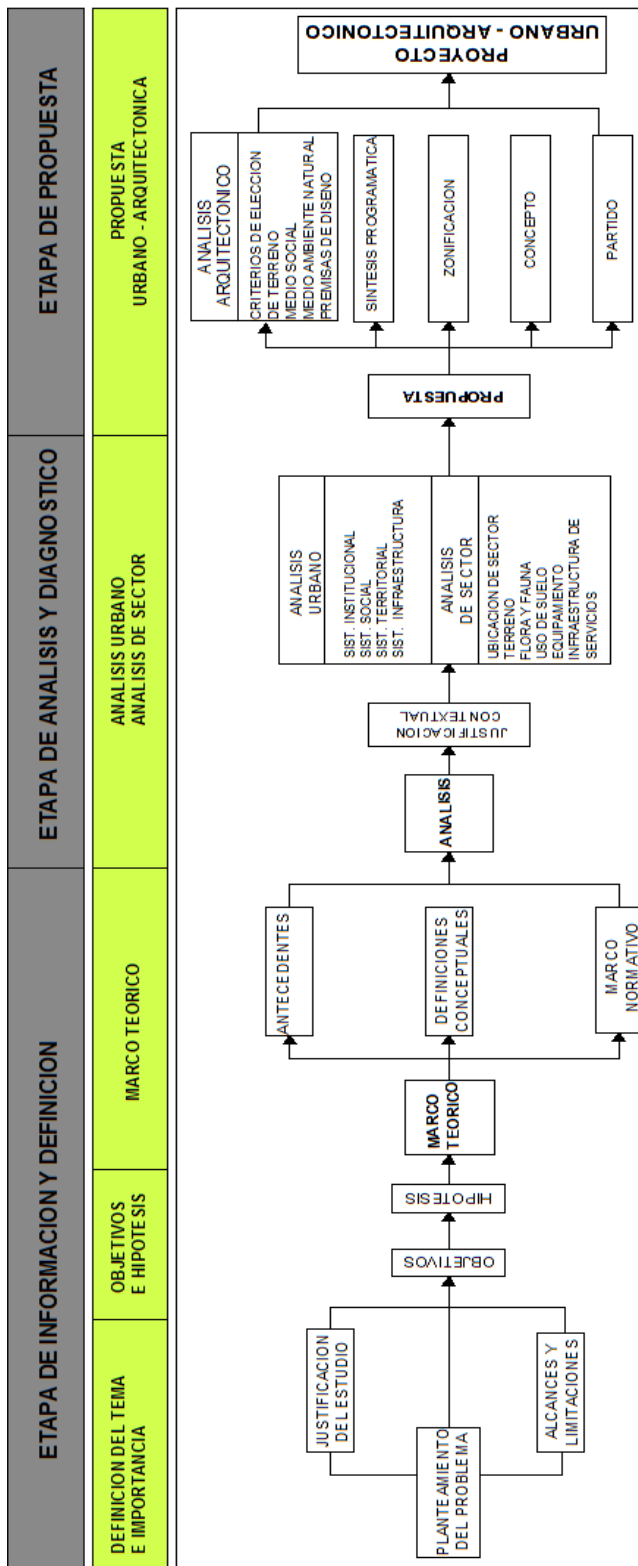 ETAPA DE INFORMACION Y DEFINICION
ETAPA DE ANALISIS Y DIAGNOSTICO
ETAPA DE PROPUESTA
DEFINICION DEL TEMA
E IMPORTANCIA
OBJETIVOS
E HIPOTESIS
MARCO TEORICO
ANALISIS URBANO
ANALISIS DE SECTOR
PROPUESTA
URBANO - ARQUITECTONICA
PLANTEAMIENTO
DEL PROBLEMA
JUSTIFICACION
DEL ESTUDIO
ALCANCES Y
LIMITACIONES
OBJETIVOS
HIPOTESIS
MARCO
TEORICO
ANTECEDENTES
DEFINICIONES
CONCEPTUALES
MARCO
NORMATIVO
ANALISIS
JUSTIFICACION
CONTEXTUAL
ANALISIS
URBANO
SIST. INSTITUCIONAL
SIST. SOCIAL
SIST. TERRITORIAL
SIST. INFRAESTRUCTURA
ANALISIS
DE SECTOR
UBICACION DE SECTOR
TERRENO
FLORA Y FAUNA
USO DE SUELO
EQUIPAMIENTO
INFRAESTRUCTURA DE
SERVICIOS
PROPUESTA
ANALISIS
ARQUITECTONICO
CRITERIOS DE ELECCION
DE TERRENO
MEDIO SOCIAL
MEDIO AMBIENTE NATURAL
PREMISAS DE DISEÑO
SINTESIS PROGRAMATICA
ZONIFICACION
CONCEPTO
PARTIDO
PROYECTO
URBANO - ARQUITECTONICO